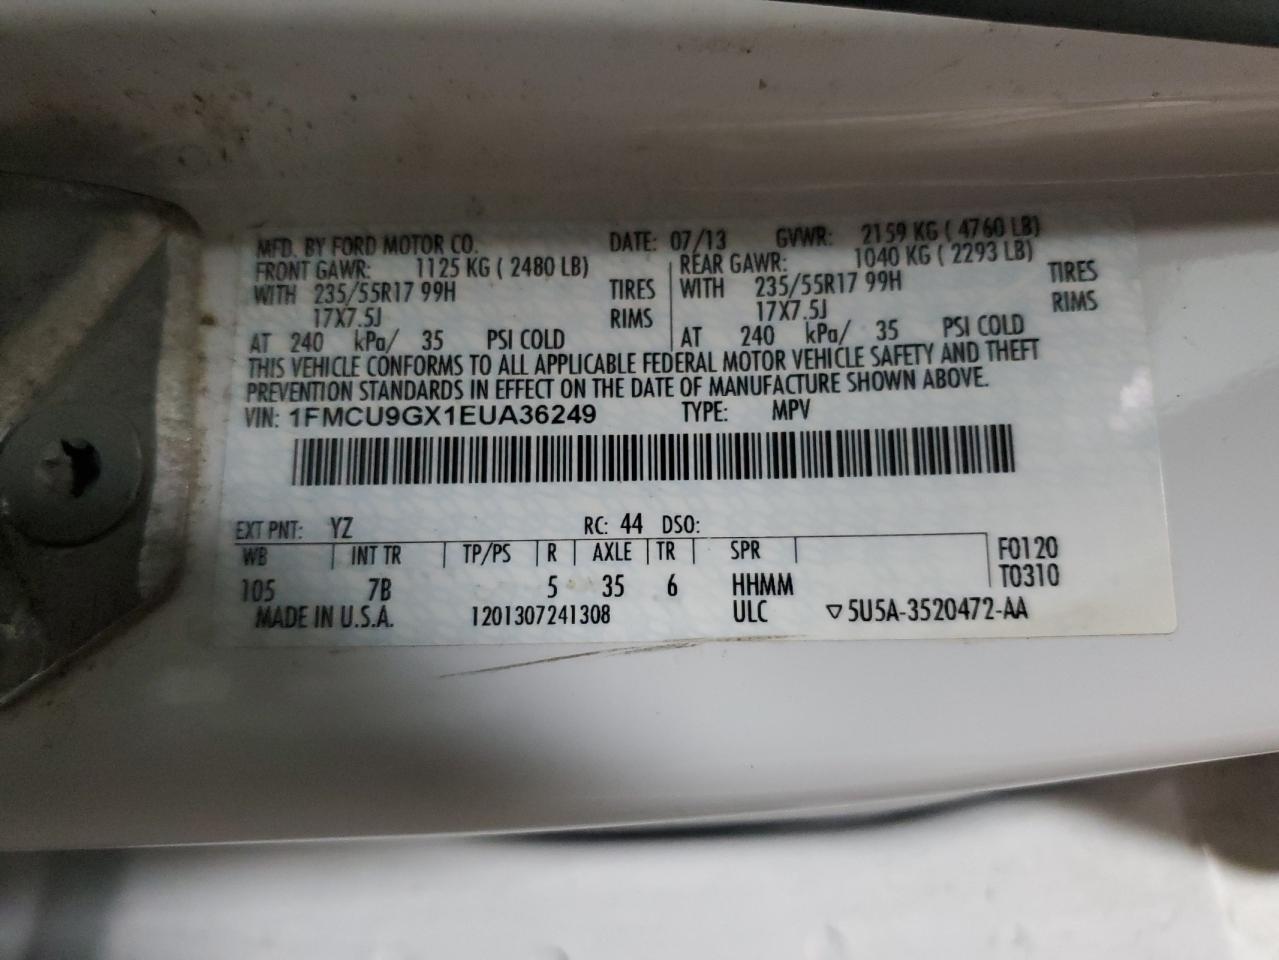 MFD. BY FORD MOTOR CO. DATE: 07/13 GVWR: 2159 KG ( 4760 LB)
FRONT GAWR: 1125 KG ( 2480 LB) REAR GAWR: 1040 KG ( 2293 LB)
WITH 235/55R17 99H TIRES WITH 235/55R17 99H TIRES
17X7.5J RIMS 17X7.5J RIMS
AT 240 kPa/ 35 PSI COLD AT 240 kPa/ 35 PSI COLD
THIS VEHICLE CONFORMS TO ALL APPLICABLE FEDERAL MOTOR VEHICLE SAFETY AND THEFT
PREVENTION STANDARDS IN EFFECT ON THE DATE OF MANUFACTURE SHOWN ABOVE.
VIN: 1FMCU9GX1EUA36249 TYPE: MPV
EXT PNT: YZ RC: 44 DSO:
WB INT TR TP/PS R AXLE TR SPR F0120
105 7B 5 35 6 HHMM T0310
MADE IN U.S.A. 1201307241308 ULC ▽5U5A-3520472-AA